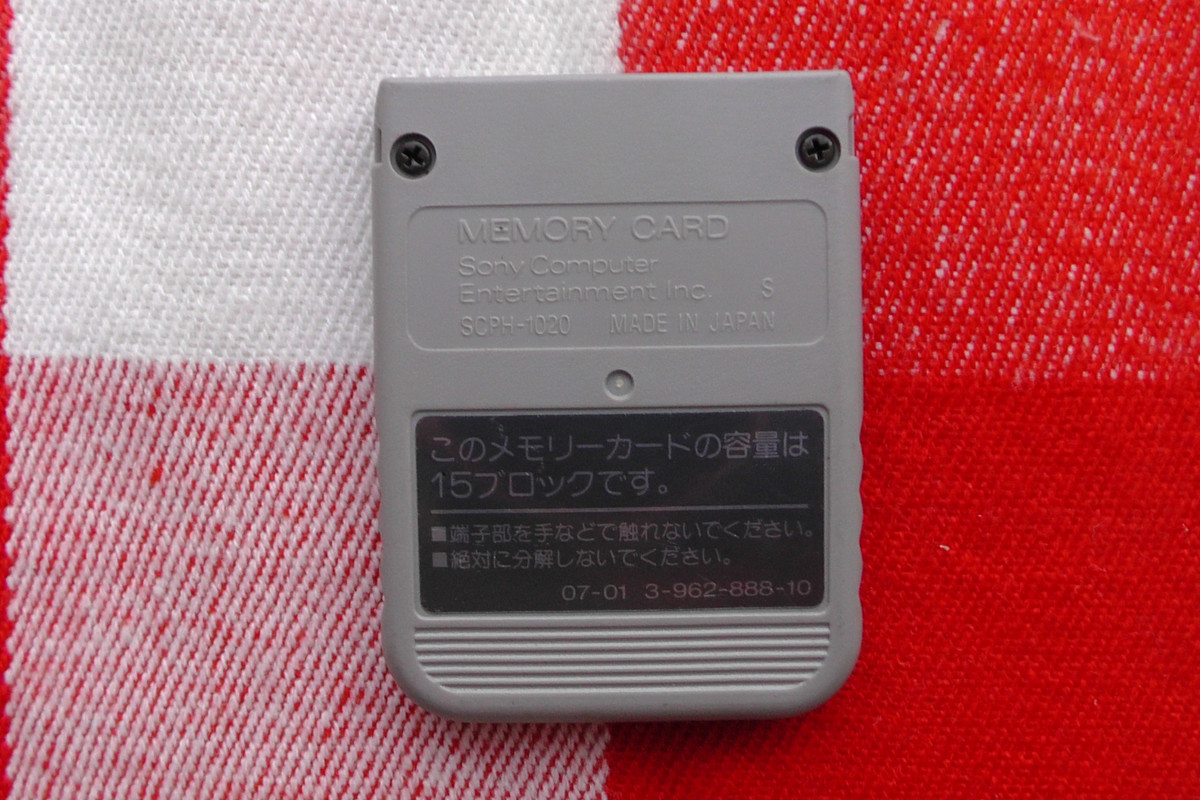 MEMORY CARD
Sony Computer
Entertainment Inc. S
SCPH-1020 MADE IN JAPAN
このメモリーカードの容量は
15ブロックです。
■端子部を手などで触れないでください。
■絶対に分解しないでください。
07-01 3-962-888-10